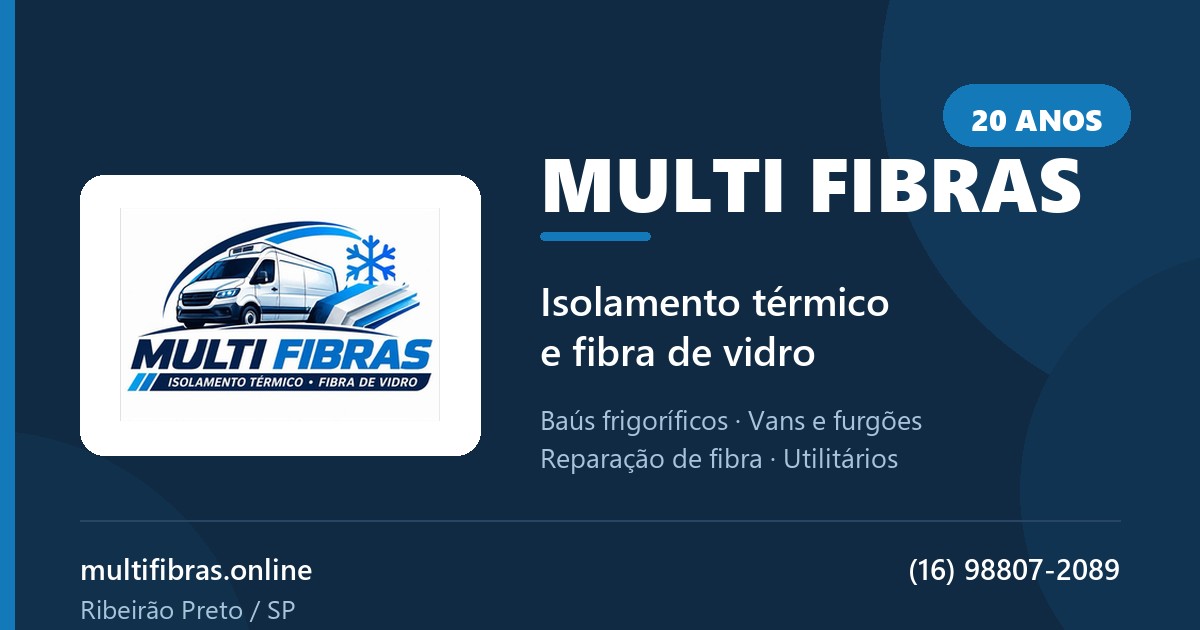 20 ANOS
MULTI FIBRAS
MULTI FIBRAS
ISOLAMENTO TÉRMICO • FIBRA DE VIDRO
Isolamento térmico
e fibra de vidro
Baús frigoríficos · Vans e furgões
Reparação de fibra · Utilitários
multifibras.online
(16) 98807-2089
Ribeirão Preto / SP